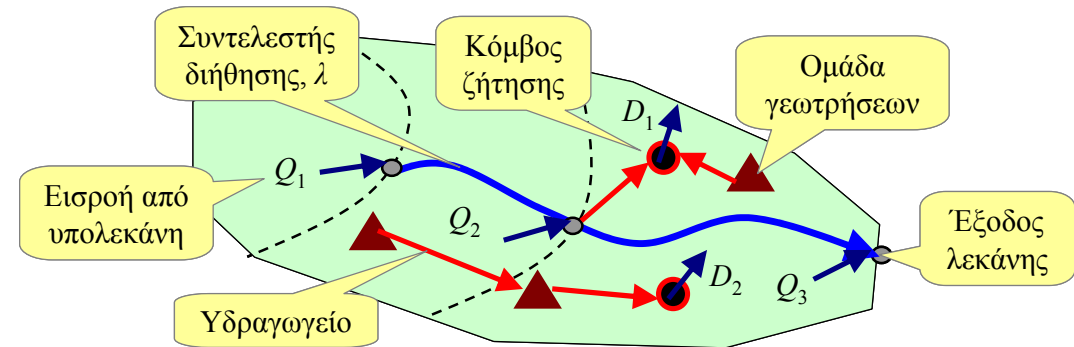 Συντελεστής
διήθησης, λ
Κόμβος
ζήτησης
Ομάδα
γεωτρήσεων
D1
Q1
Εισροή από
υπολεκάνη
Q2
Έξοδος
λεκάνης
D2
Q3
Υδραγωγείο